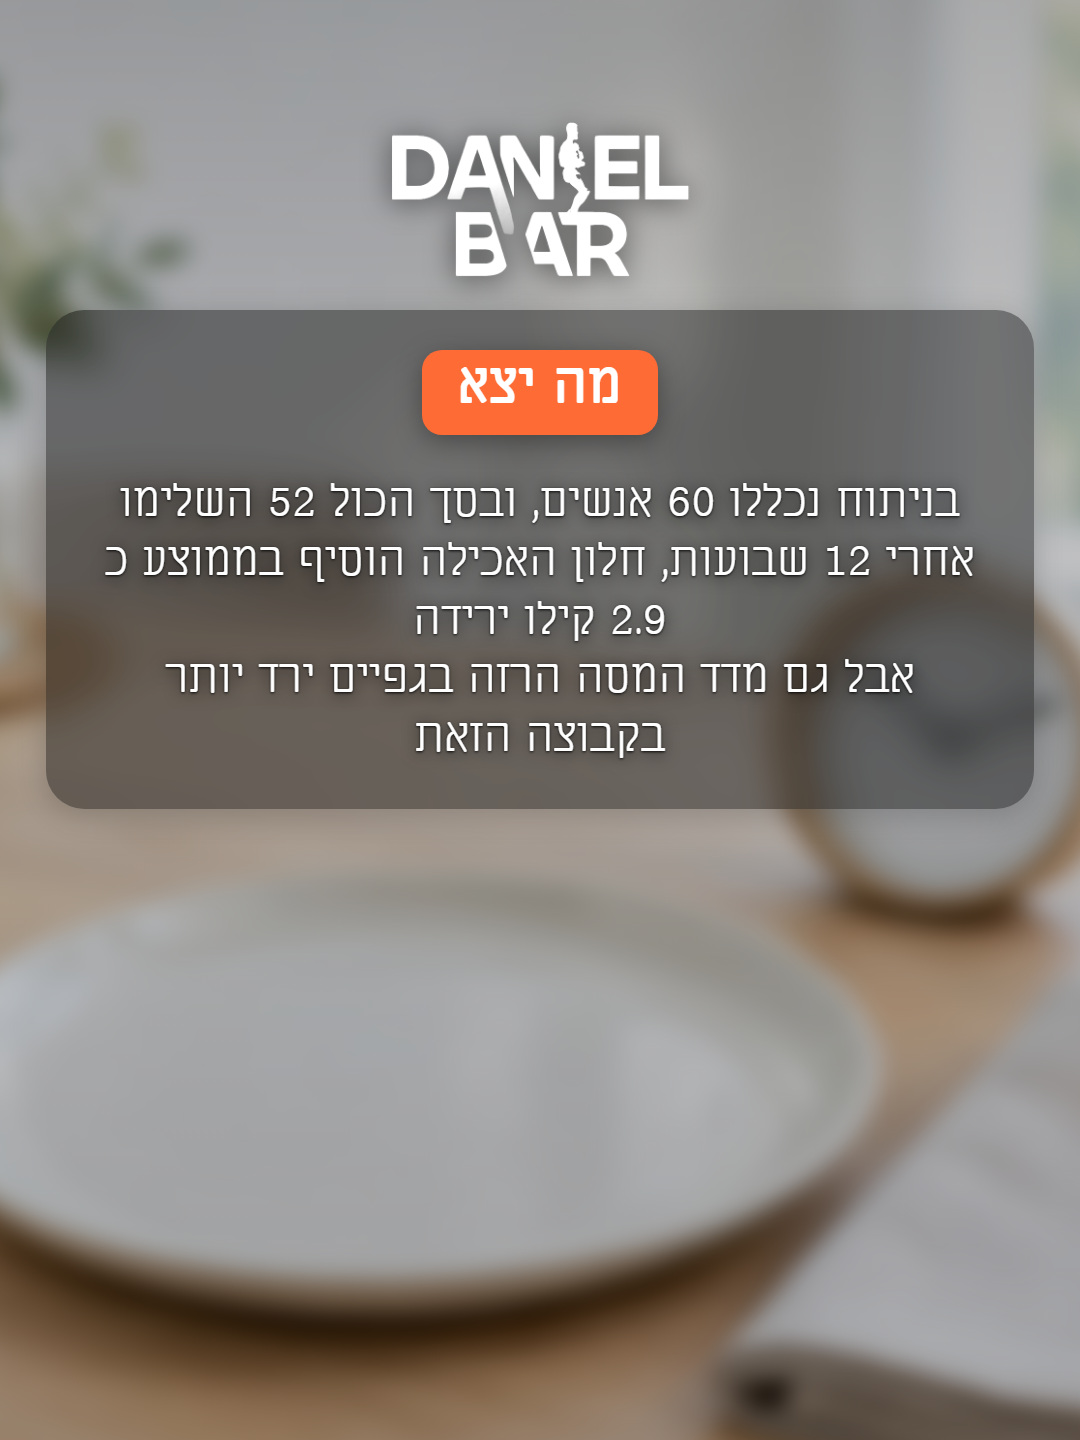 DANIEL
BAR
מה יצא
בניתוח נכללו 60 אנשים, ובסך הכול 52 השלימו
אחרי 12 שבועות, חלון האכילה הוסיף בממוצע כ
2.9 קילו ירידה
אבל גם מדד המסה הרזה בגפיים ירד יותר
בקבוצה הזאת